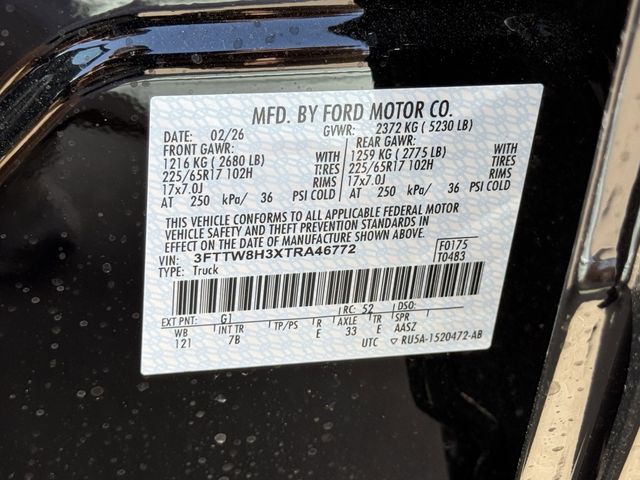 MFD. BY FORD MOTOR CO.
DATE: 02/26 GVWR: 2372 KG ( 5230 LB)
FRONT GAWR: REAR GAWR:
1216 KG ( 2680 LB) WITH 1259 KG ( 2775 LB) WITH
225/65R17 102H TIRES 225/65R17 102H TIRES
17x7.0J RIMS 17x7.0J RIMS
AT 250 kPa/ 36 PSI COLD AT 250 kPa/ 36 PSI COLD
THIS VEHICLE CONFORMS TO ALL APPLICABLE FEDERAL MOTOR
VEHICLE SAFETY AND THEFT PREVENTION STANDARDS IN
EFFECT ON THE DATE OF MANUFACTURE SHOWN ABOVE.
VIN: 3FTTW8H3XTRA46772 F0175
TYPE: Truck T0483
EXT PNT: G1 RC: 52 DSO:
WB INT TR TP/PS R AXLE TR SPR
121 7B E 33 E AASZ
UTC ▽ RU5A-1520472-AB